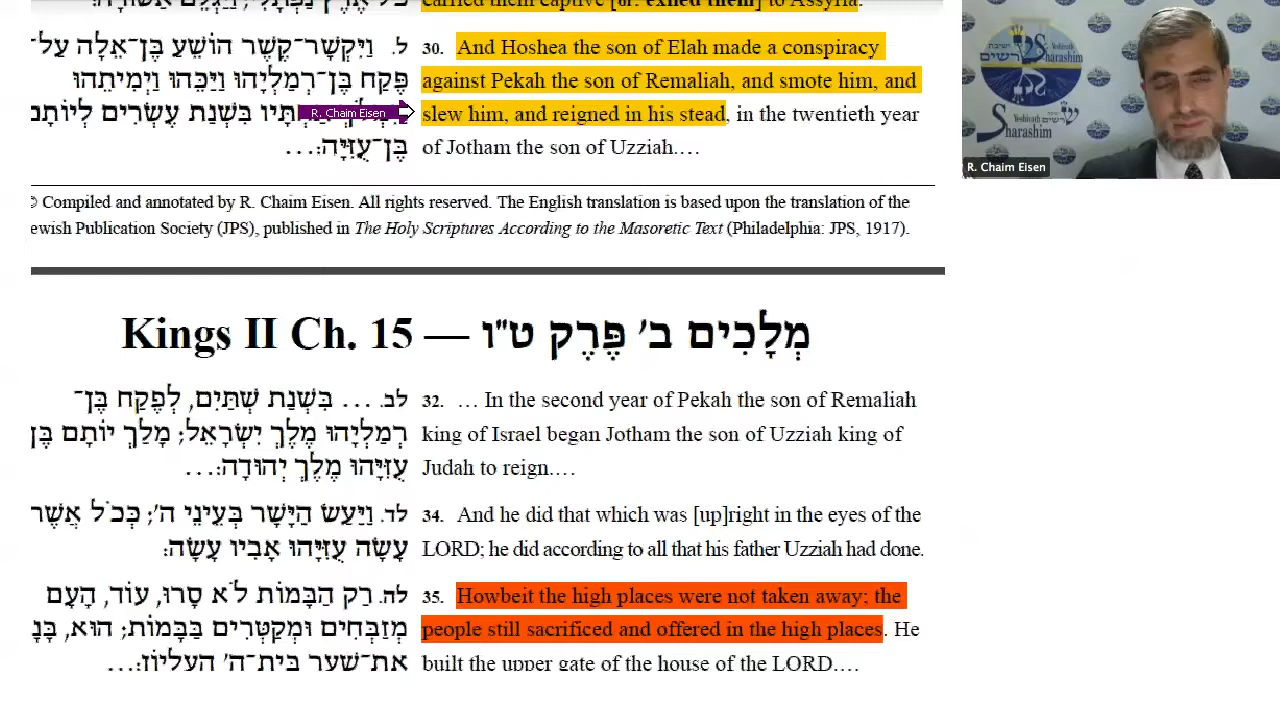 carried them captive [or: exiled them] to Assyria.
ל. וַיִּקְשָׁר־קֶשֶׁר הוֹשֵׁעַ בֶּן־אֵלָה עַל־
פֶּקַח בֶּן־רְמַלְיָהוּ וַיַּכֵּהוּ וַיְמִיתֵהוּ
תַּחְתָּיו בִּשְׁנַת עֶשְׂרִים לְיוֹתָם
בֶּן־עֻזִּיָּה:…
30. And Hoshea the son of Elah made a conspiracy
against Pekah the son of Remaliah, and smote him, and
slew him, and reigned in his stead, in the twentieth year
of Jotham the son of Uzziah.…
R. Chaim Eisen
© Compiled and annotated by R. Chaim Eisen. All rights reserved. The English translation is based upon the translation of the
ewish Publication Society (JPS), published in The Holy Scriptures According to the Masoretic Text (Philadelphia: JPS, 1917).
Kings II Ch. 15 — מְלָכִים ב' פֶּרֶק ט"ו
לב. … בִּשְׁנַת שְׁתַּיִם, לְפֶקַח בֶּן־
רְמַלְיָהוּ מֶלֶךְ יִשְׂרָאֵל; מָלַךְ יוֹתָם בֶּן
עֻזִּיָּהוּ מֶלֶךְ יְהוּדָה:…
32. … In the second year of Pekah the son of Remaliah
king of Israel began Jotham the son of Uzziah king of
Judah to reign.…
לד. וַיַּעַשׂ הַיָּשָׁר בְּעֵינֵי ה'; כְּכֹל אֲשֶׁר
עָשָׂה עֻזִּיָּהוּ אָבִיו עָשָׂה:
34. And he did that which was [up]right in the eyes of the
LORD; he did according to all that his father Uzziah had done.
לה. רַק הַבָּמוֹת לֹא סָרוּ, עוֹד, הָעָם
מְזַבְּחִים וּמְקַטְּרִים בַּבָּמוֹת; הוּא, בָּנָ
אֶת־שַׁעַר בֵּית־ה' הָעֶלְיוֹן:…
35. Howbeit the high places were not taken away; the
people still sacrificed and offered in the high places. He
built the upper gate of the house of the LORD.…
Yeshivath
Sharashim
ישיבת
שרשים
Yeshivath
Sharashim
R. Chaim Eisen